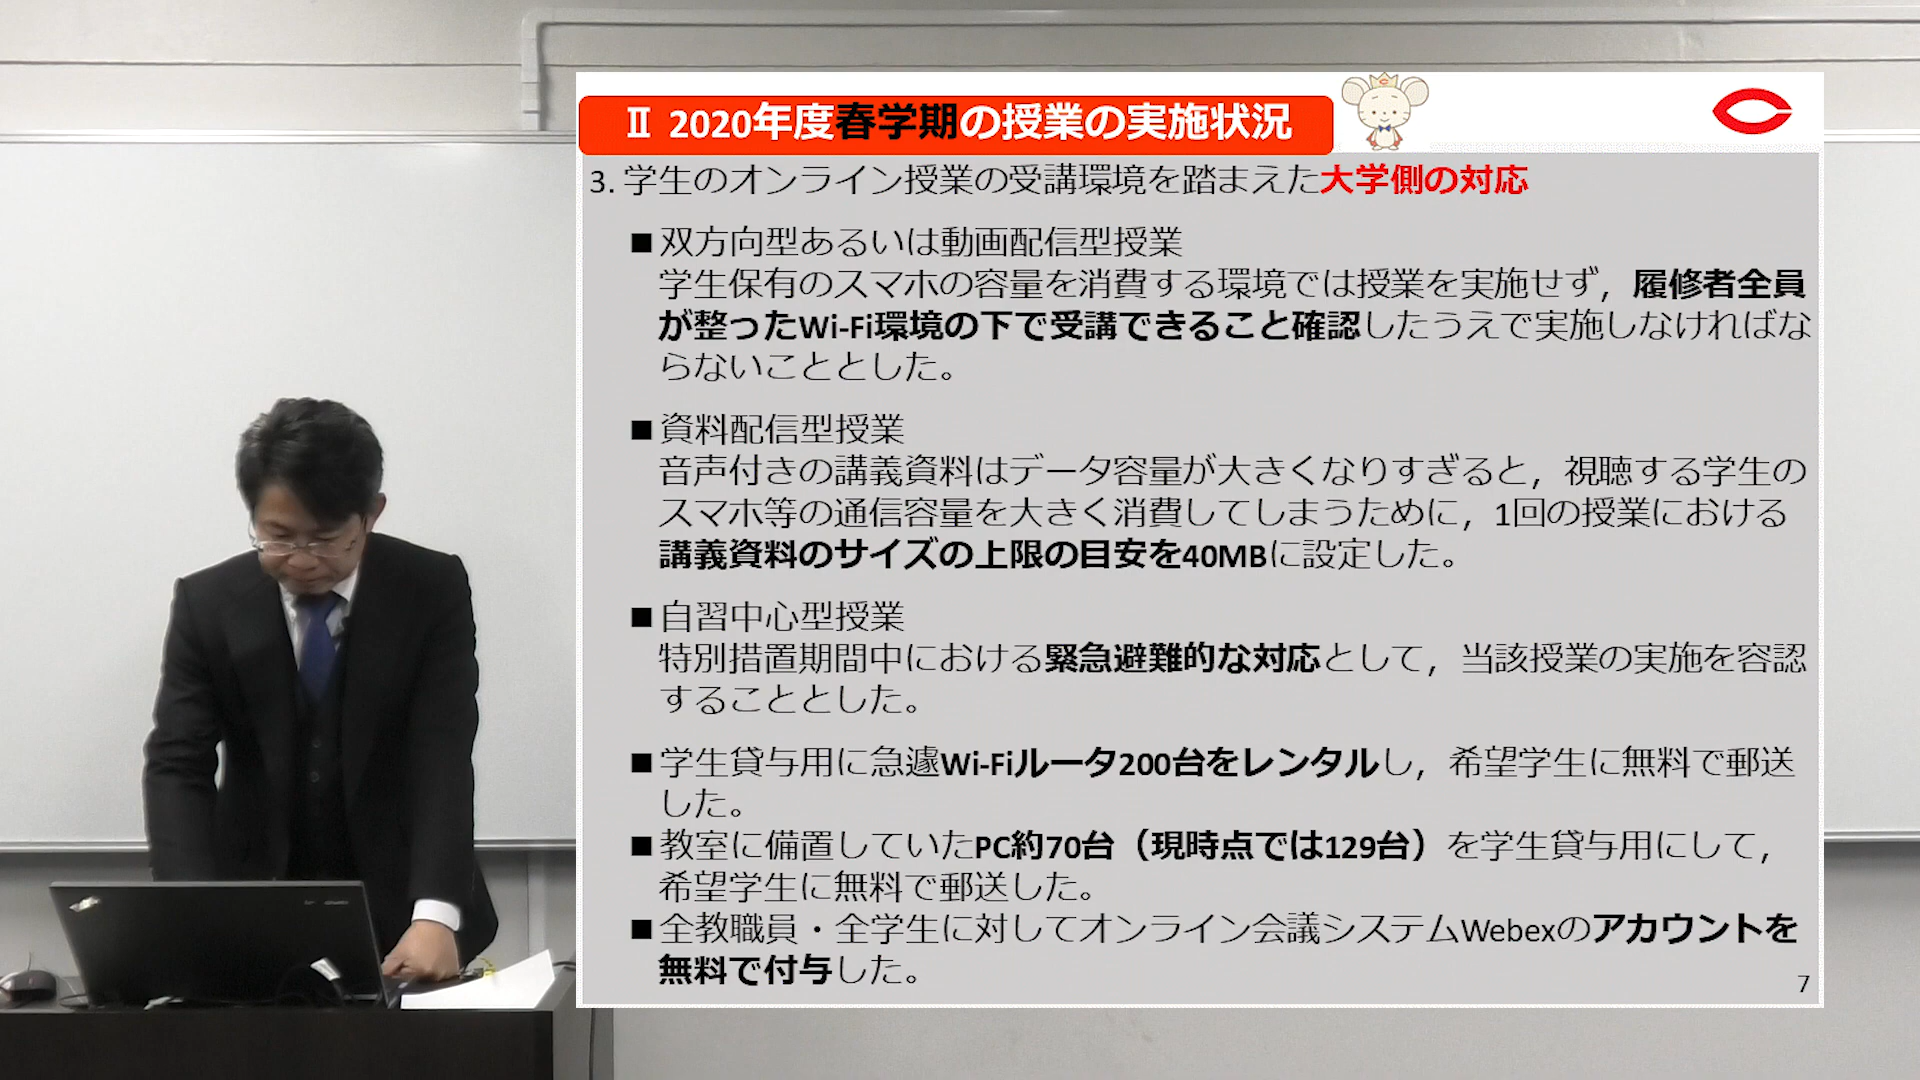 Ⅱ 2020年度春学期の授業の実施状況
3. 学生のオンライン授業の受講環境を踏まえた大学側の対応
■双方向型あるいは動画配信型授業
学生保有のスマホの容量を消費する環境では授業を実施せず，履修者全員
が整ったWi-Fi環境の下で受講できること確認したうえで実施しなければな
らないこととした。
■資料配信型授業
音声付きの講義資料はデータ容量が大きくなりすぎると，視聴する学生の
スマホ等の通信容量を大きく消費してしまうために，1回の授業における
講義資料のサイズの上限の目安を40MBに設定した。
■自習中心型授業
特別措置期間中における緊急避難的な対応として，当該授業の実施を容認
することとした。
■学生貸与用に急遽Wi-Fiルータ200台をレンタルし，希望学生に無料で郵送
した。
■教室に備置していたPC約70台（現時点では129台）を学生貸与用にして，
希望学生に無料で郵送した。
■全教職員・全学生に対してオンライン会議システムWebexのアカウントを
無料で付与した。
7